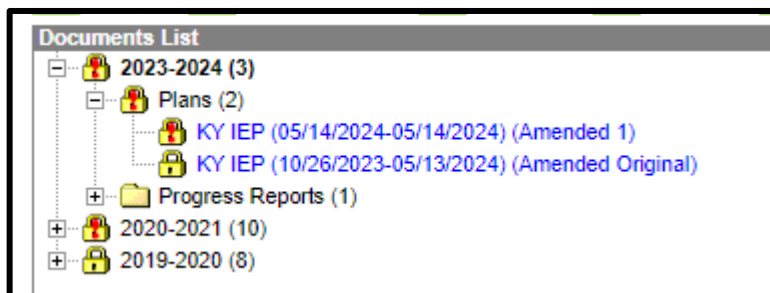 Documents List
2023-2024 (3)
Plans (2)
KY IEP (05/14/2024-05/14/2024) (Amended 1)
KY IEP (10/26/2023-05/13/2024) (Amended Original)
Progress Reports (1)
2020-2021 (10)
2019-2020 (8)